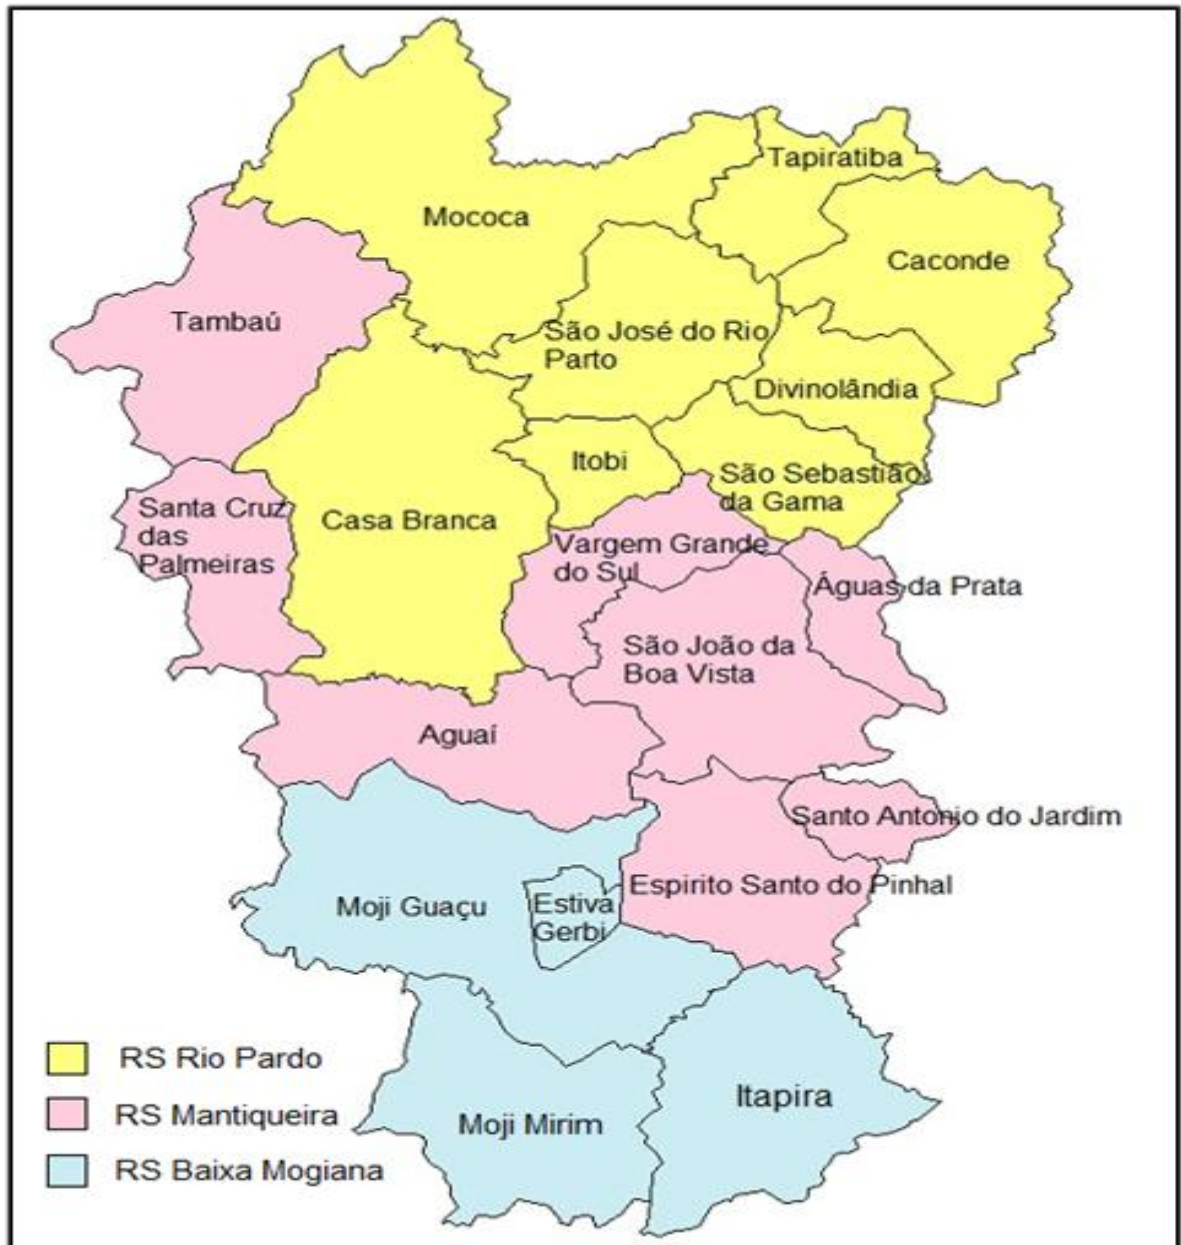 Tapiratiba
Mococa
Caconde
Tambaú
São José do Rio
Parto
Divinolândia
Itobi
São Sebastião
da Gama
Santa Cruz
das
Palmeiras
Casa Branca
Vargem Grande
do Sul
Águas da Prata
São João da
Boa Vista
Aguaí
Santo Antonio do Jardim
Espirito Santo do Pinhal
Moji Guaçu
Estiva
Gerbi
RS Rio Pardo
RS Mantiqueira
RS Baixa Mogiana
Itapira
Moji Mirim